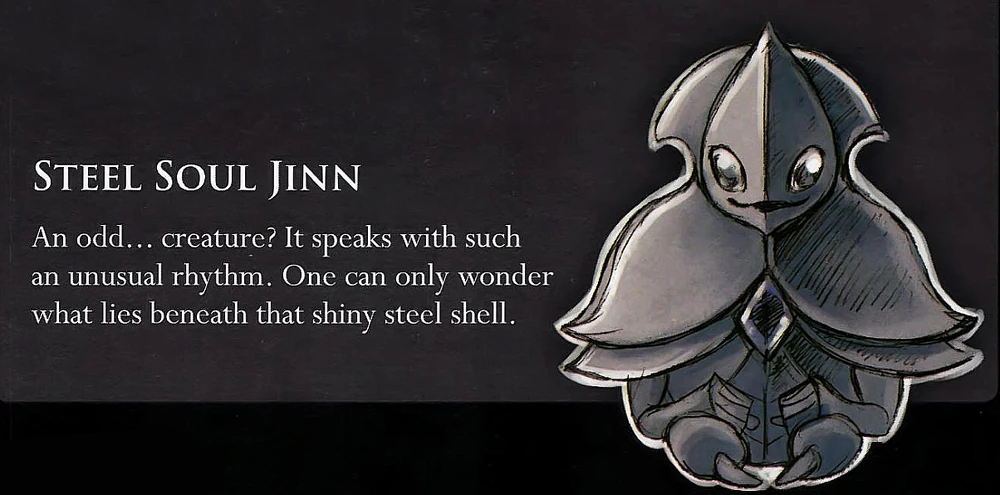 Steel Soul Jinn
An odd... creature? It speaks with such
an unusual rhythm. One can only wonder
what lies beneath that shiny steel shell.